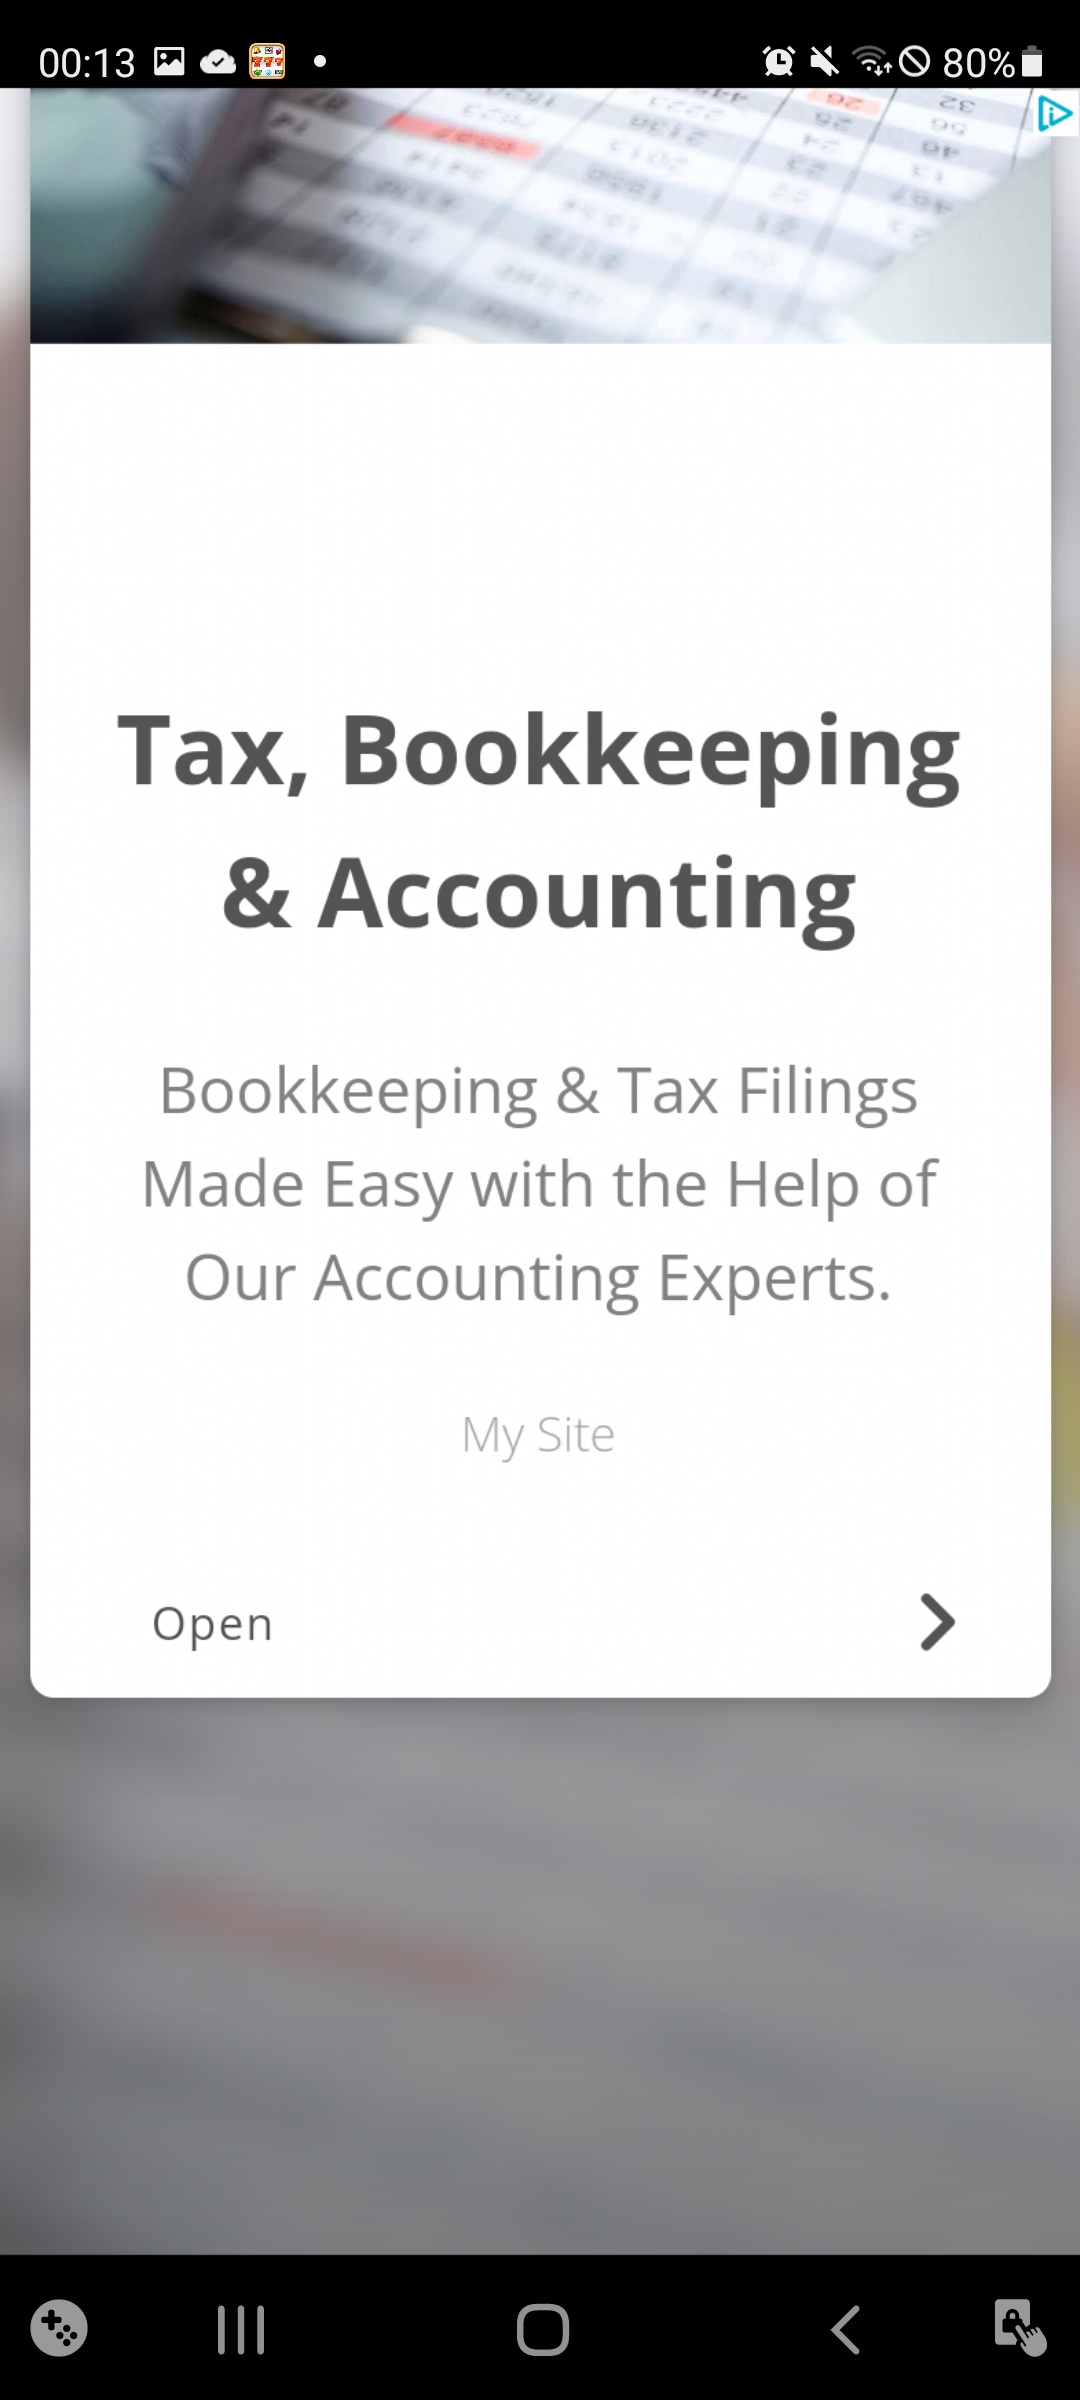 00:13 80%
Tax, Bookkeeping
& Accounting
Bookkeeping & Tax Filings
Made Easy with the Help of
Our Accounting Experts.
My Site
Open